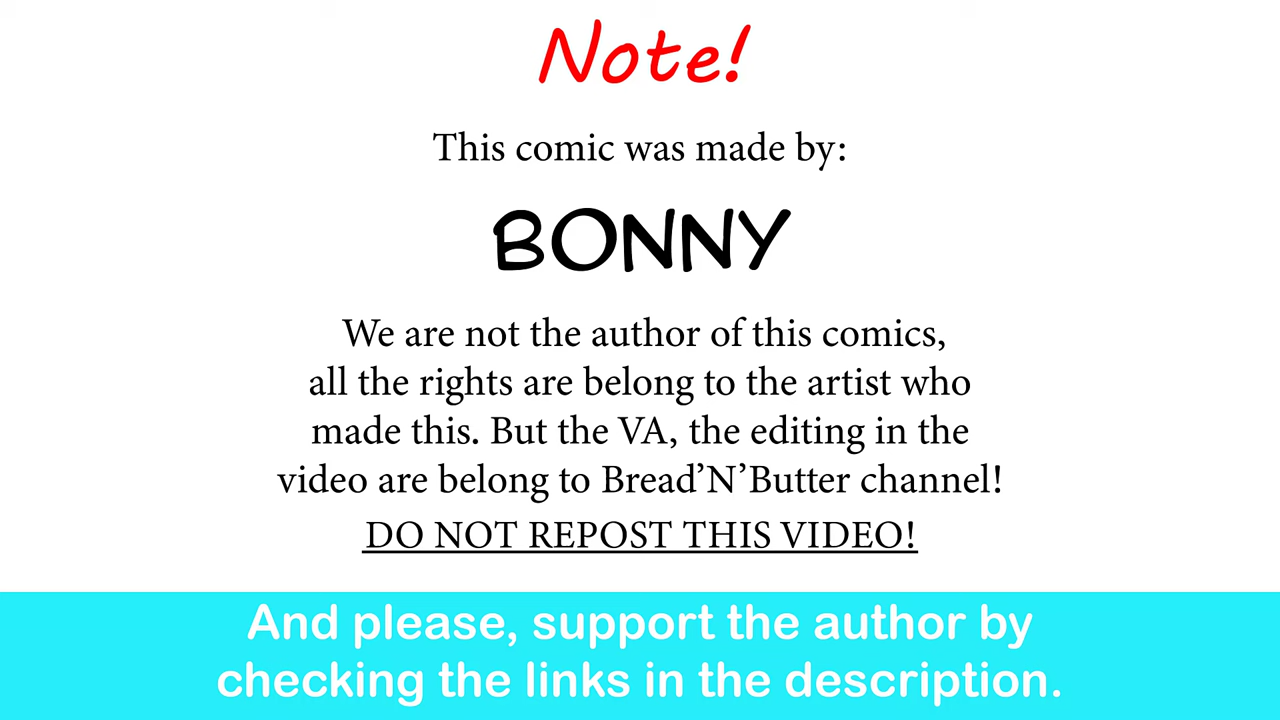 Note!
This comic was made by:
BONNY
We are not the author of this comics,
all the rights are belong to the artist who
made this. But the VA, the editing in the
video are belong to Bread’N’Butter channel!
DO NOT REPOST THIS VIDEO!
And please, support the author by
checking the links in the description.